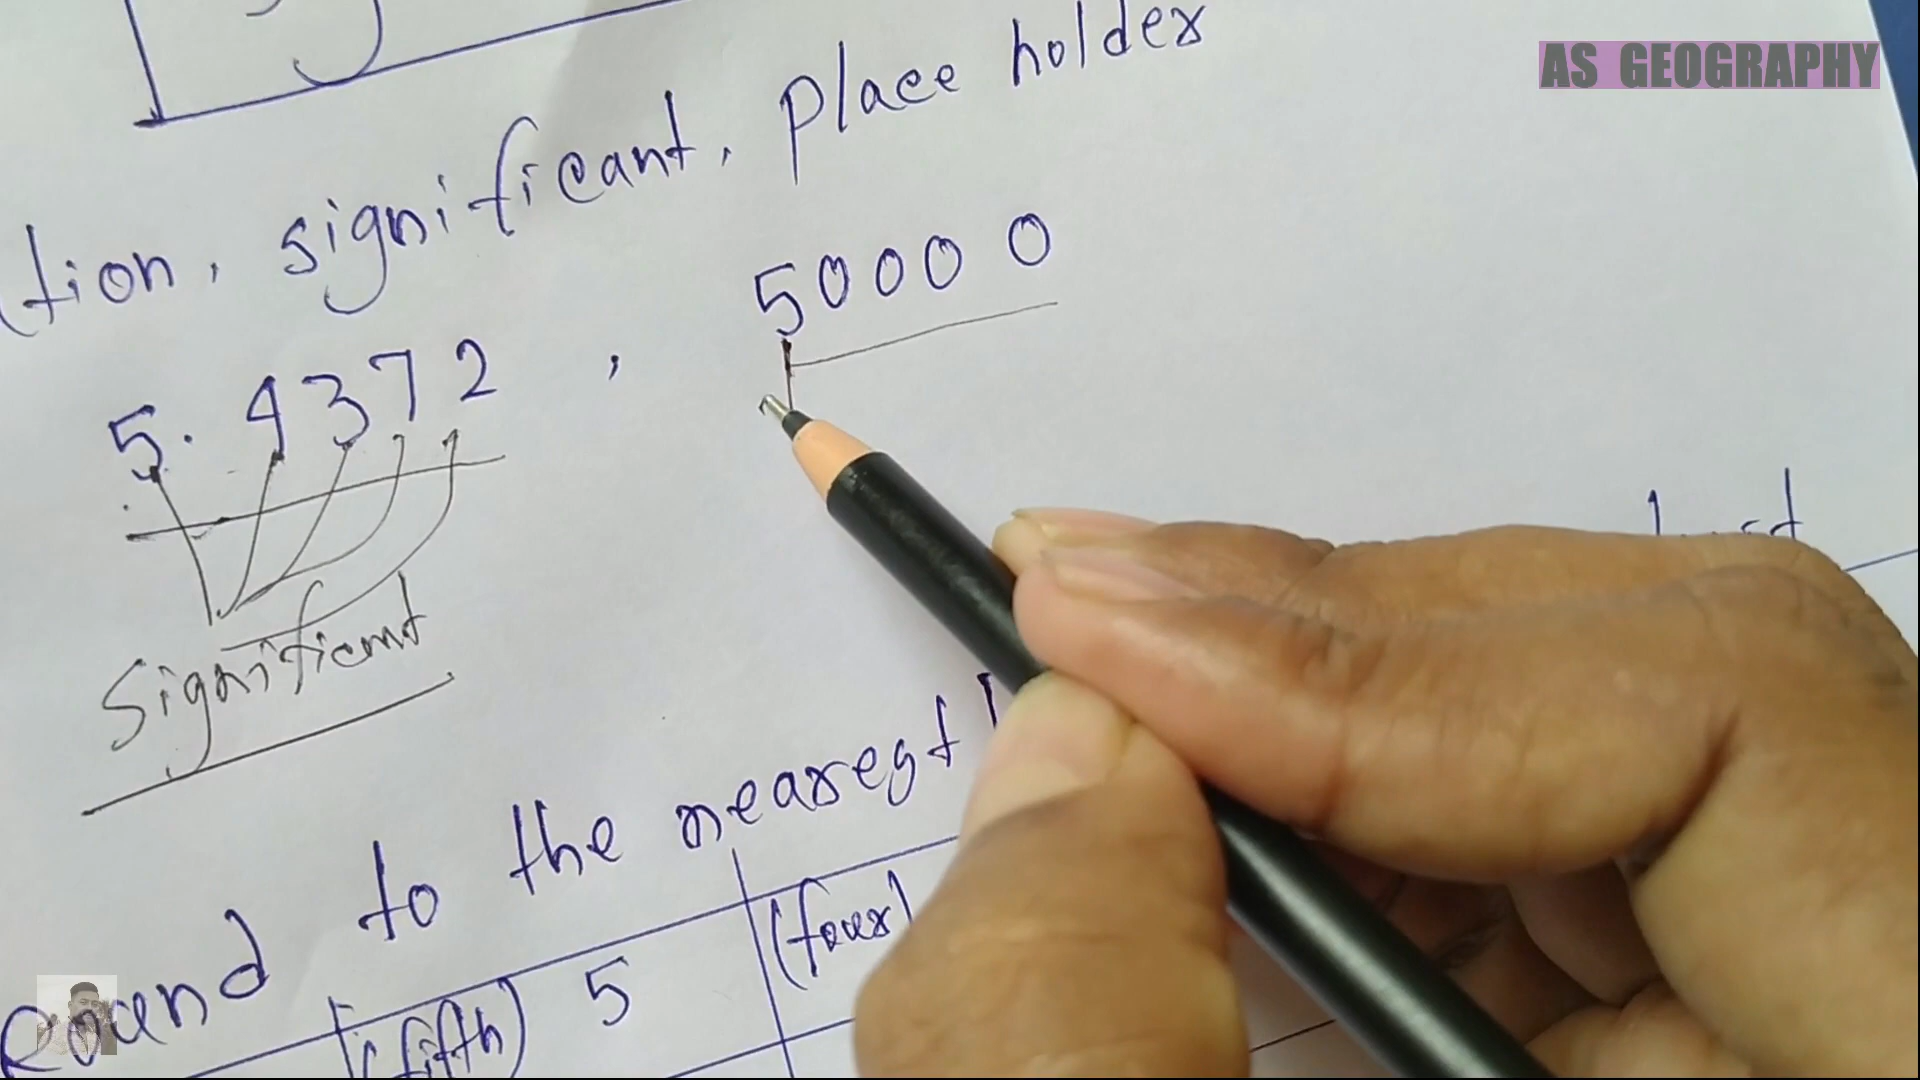 AS GEOGRAPHY
tion, significant, place holder
5.4372, 50000
Significant
Round to the nearest
(fifth) 5 (four)